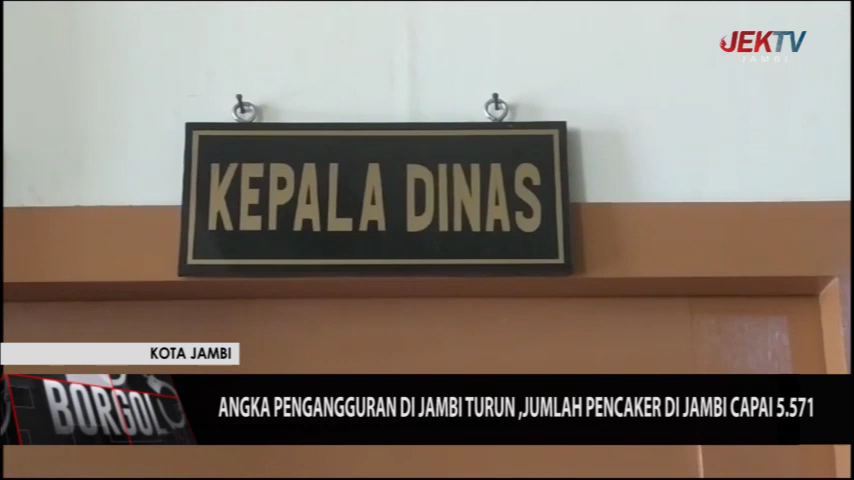 JEKTV
JAMBI
KEPALA DINAS
KOTA JAMBI
BORGOL
ANGKA PENGANGGURAN DI JAMBI TURUN ,JUMLAH PENCAKER DI JAMBI CAPAI 5.571